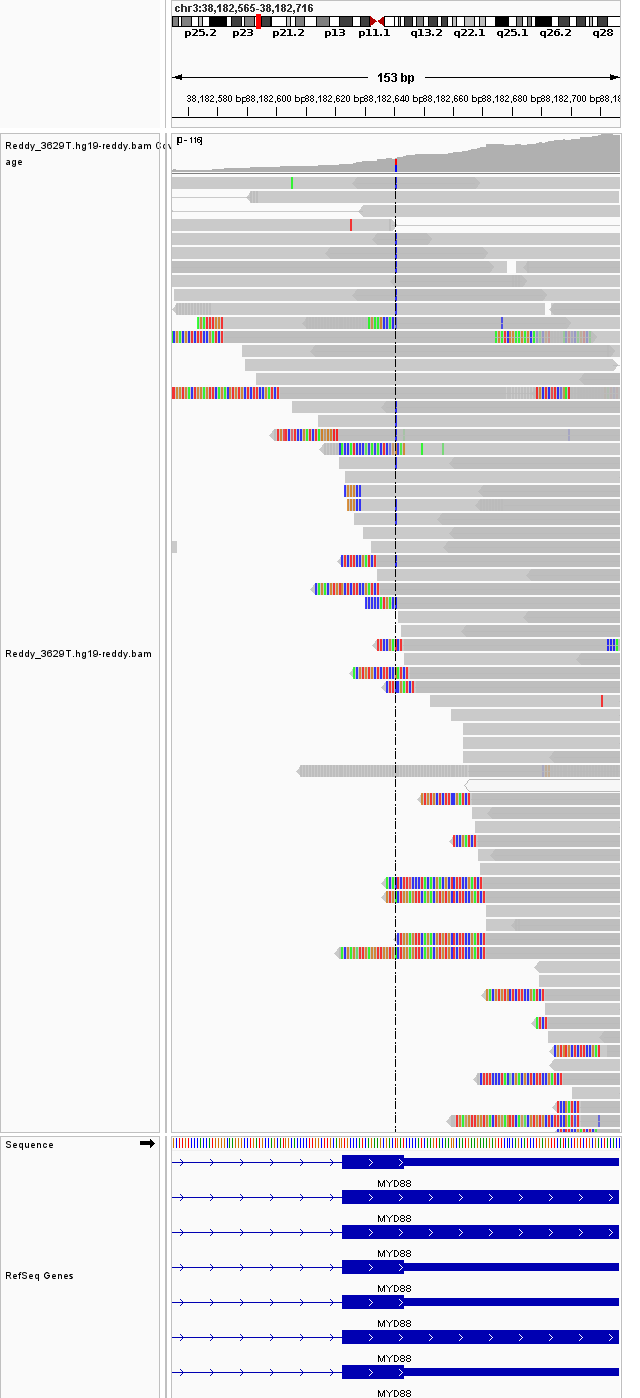 chr3:38,182,565-38,182,716
p25.2 p23 p21.2 p13 p11.1 q13.2 q22.1 q25.1 q26.2 q28
153 bp
38,182,580 bp 38,182,600 bp 38,182,620 bp 38,182,640 bp 38,182,660 bp 38,182,680 bp 38,182,700 bp 38,18
Reddy_3629T.hg19-reddy.bam Cov
age
[0 - 116]
Reddy_3629T.hg19-reddy.bam
Sequence
MYD88
MYD88
MYD88
RefSeq Genes
MYD88
MYD88
MYD88
MYD88